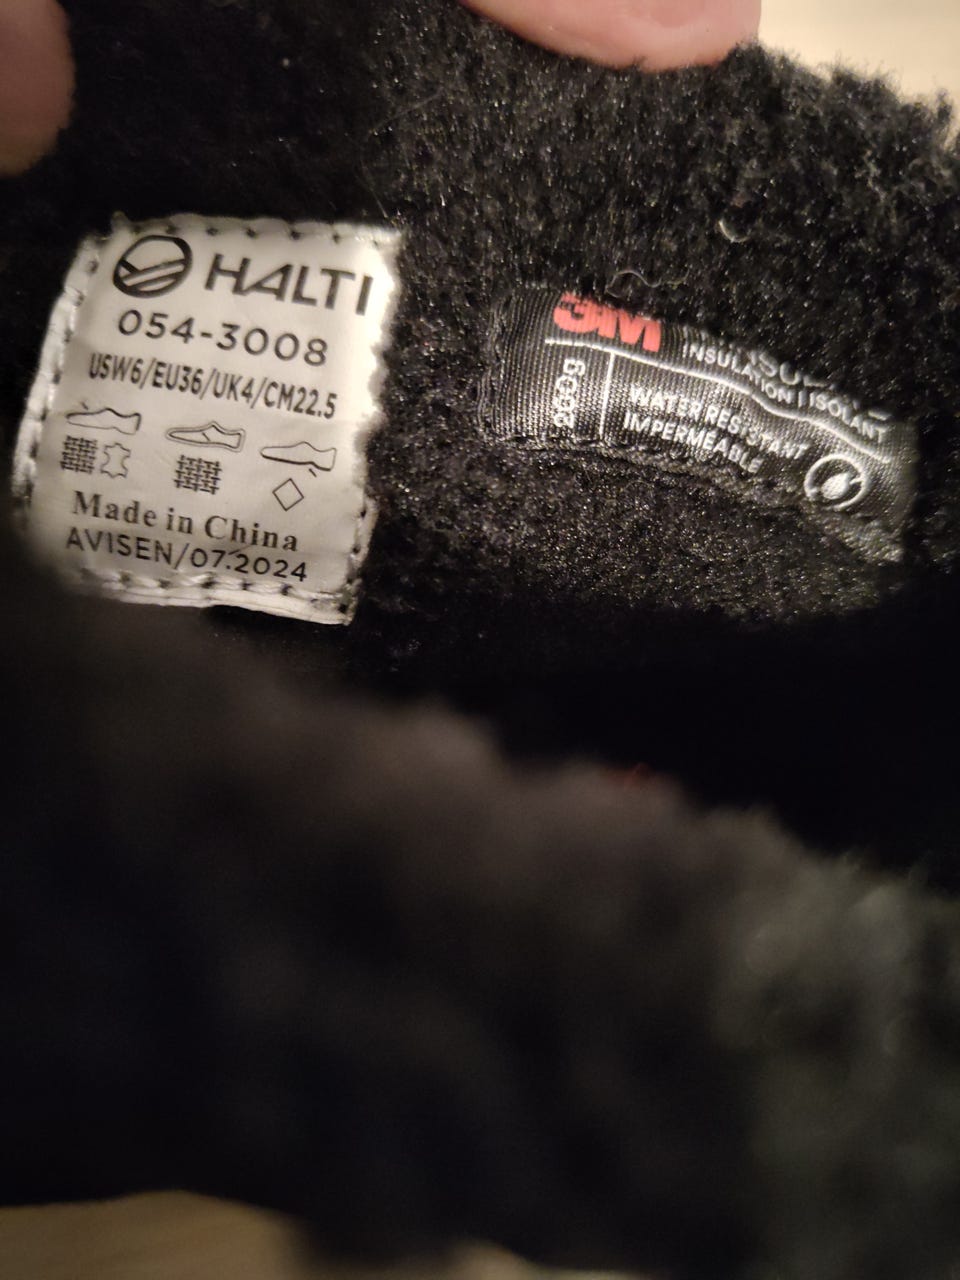 HALTI
054-3008
USW6/EU36/UK4/CM22.5
Made in China
AVISEN/07.2024
3M
INSULATION | ISOLANT
200g
WATER RESISTANT
IMPERMEABLE